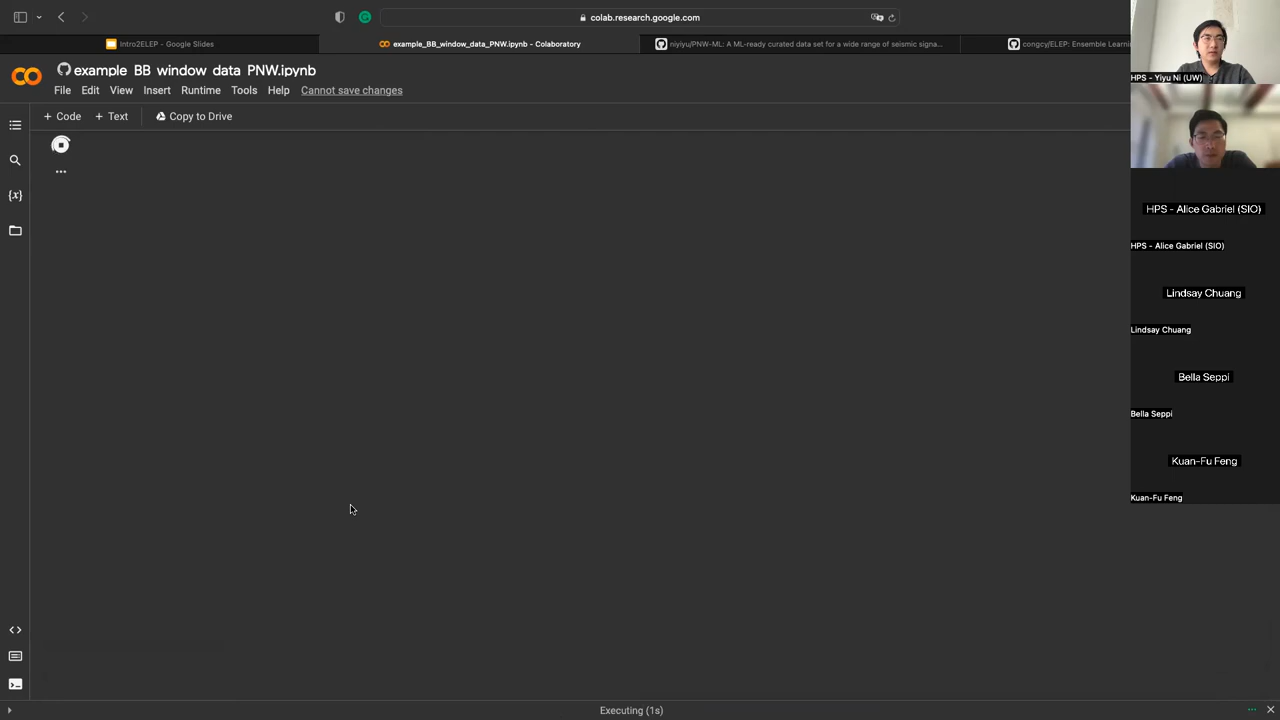 colab.research.google.com
Intro2ELEP - Google Slides
example_BB_window_data_PNW.ipynb - Colaboratory
niyiyu/PNW-ML: A ML-ready curated data set for a wide range of seismic signa...
congcy/ELEP: Ensemble Learni
example_BB_window_data_PNW.ipynb
File Edit View Insert Runtime Tools Help Cannot save changes
+ Code + Text Copy to Drive
{x}
HPS - Yiyu Ni (UW)
HPS - Alice Gabriel (SIO)
HPS - Alice Gabriel (SIO)
Lindsay Chuang
Lindsay Chuang
Bella Seppi
Bella Seppi
Kuan-Fu Feng
Kuan-Fu Feng
Executing (1s)